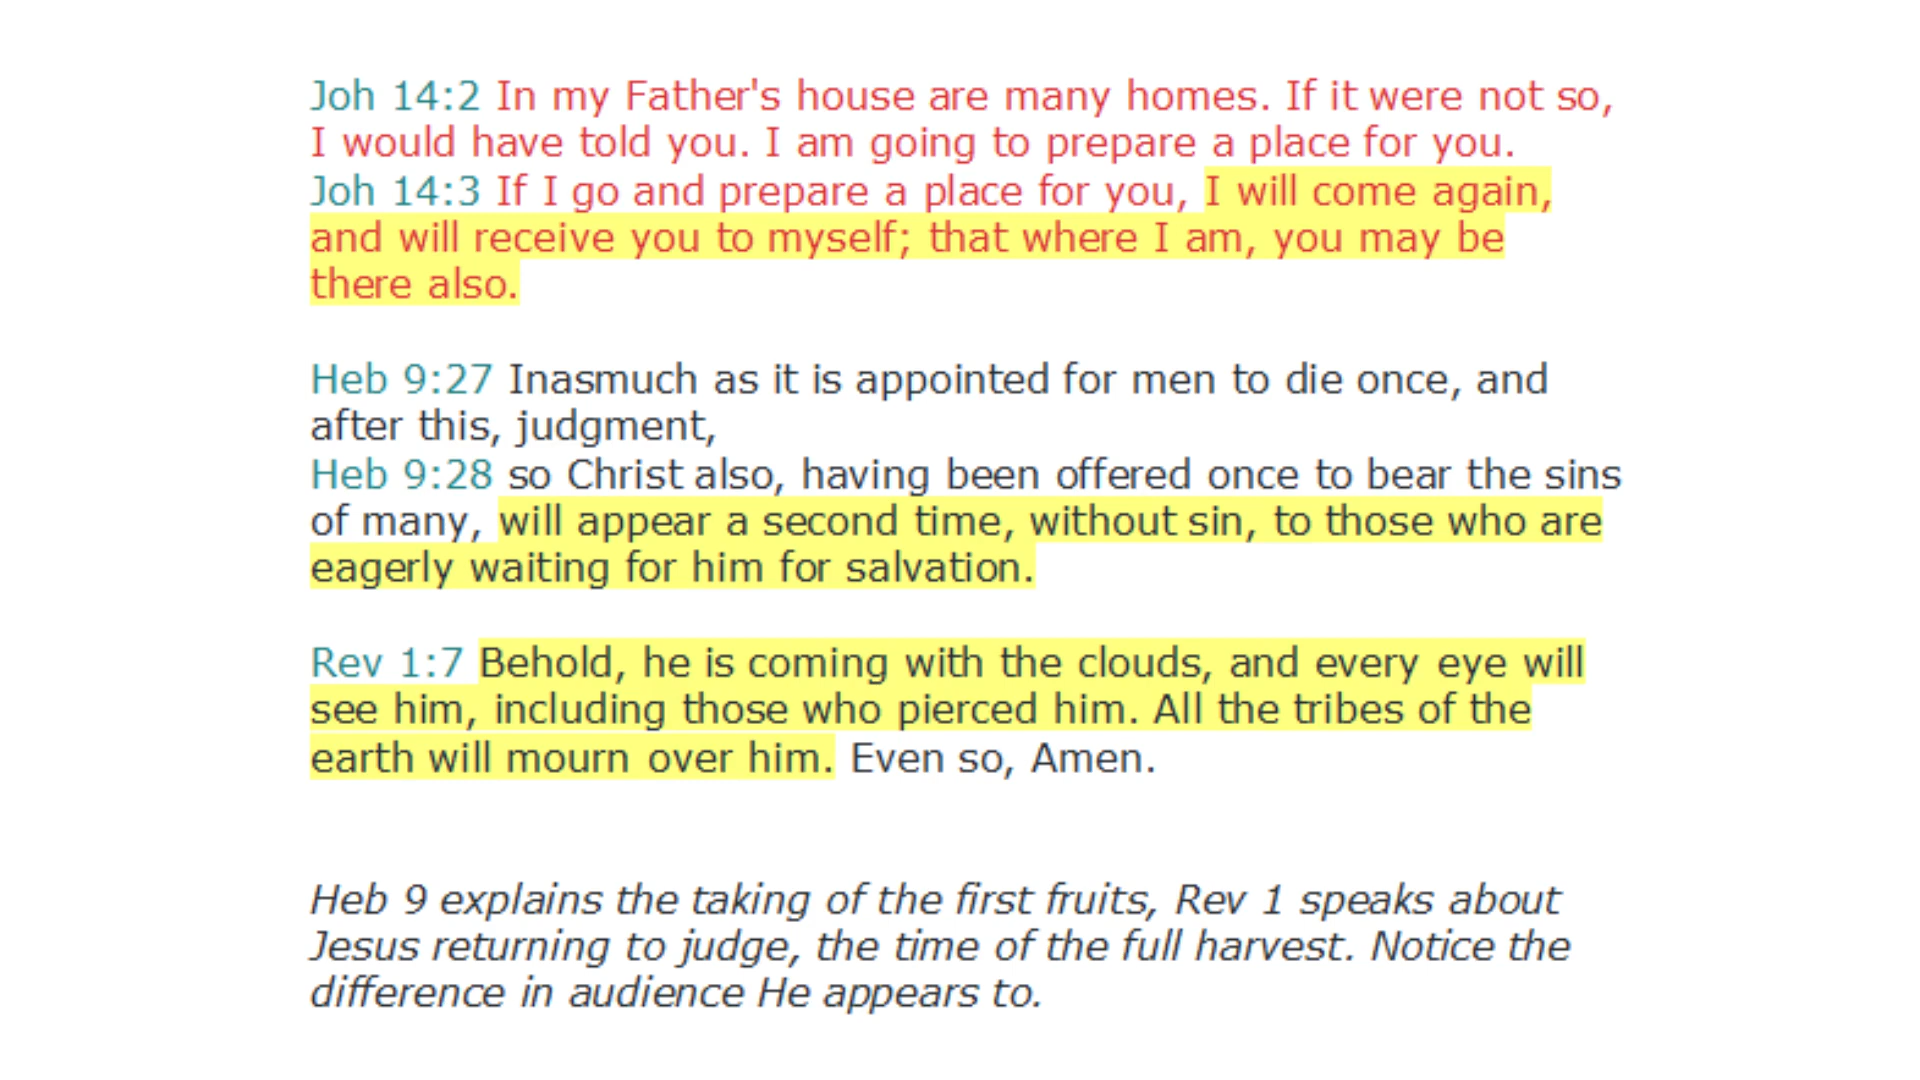 Joh 14:2 In my Father's house are many homes. If it were not so,
I would have told you. I am going to prepare a place for you.
Joh 14:3 If I go and prepare a place for you, I will come again,
and will receive you to myself; that where I am, you may be
there also.
Heb 9:27 Inasmuch as it is appointed for men to die once, and
after this, judgment,
Heb 9:28 so Christ also, having been offered once to bear the sins
of many, will appear a second time, without sin, to those who are
eagerly waiting for him for salvation.
Rev 1:7 Behold, he is coming with the clouds, and every eye will
see him, including those who pierced him. All the tribes of the
earth will mourn over him. Even so, Amen.
Heb 9 explains the taking of the first fruits, Rev 1 speaks about
Jesus returning to judge, the time of the full harvest. Notice the
difference in audience He appears to.